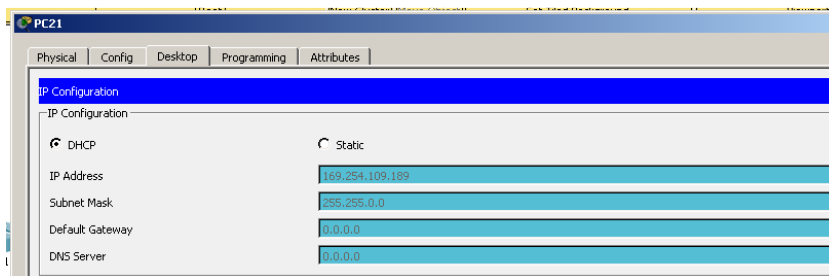 PC21
Physical Config Desktop Programming Attributes
IP Configuration
IP Configuration
DHCP Static
IP Address 169.254.109.189
Subnet Mask 255.255.0.0
Default Gateway 0.0.0.0
DNS Server 0.0.0.0